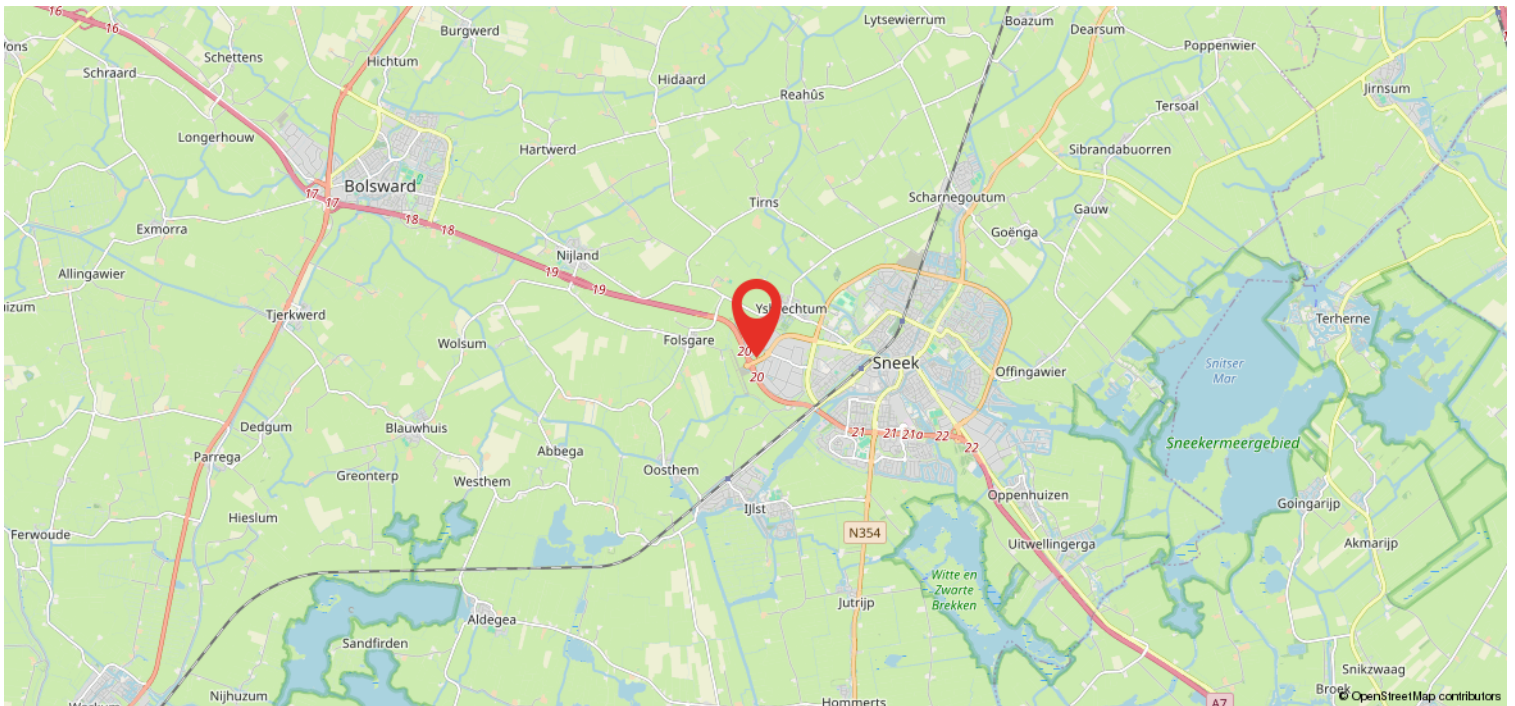 16
16
Lytsewierrum
Boazum
Dearsum
Burgwerd
Poppenwier
Schettens
Hichtum
Schraard
Hidaard
Reahûs
Jirnsum
Tersoal
Longerhouw
Hartwerd
Sibrandabuorren
Bolsward
17
17
18
18
Scharnegoutum
Tirns
Gauw
Exmorra
Goënga
Nijland
19
19
Allingawier
Tjerkwerd
Terherne
Wolsum
Folsgare
20
20
Sneek
Offingawier
Snitser
Mar
Dedgum
Blauwhuis
21
21
21a
22
22
Sneekermeergebied
Parrega
Abbega
Greonterp
Westhem
Oosthem
IJlst
Oppenhuizen
Goingarijp
Hieslum
Ferwoude
N354
Uitwellingerga
Akmarijp
Witte en
Zwarte
Brekken
Jutrijp
Aldegea
Sandfirden
Snikzwaag
Nijhuzum
Hommerts
A7
Broek
© OpenStreetMap contributors